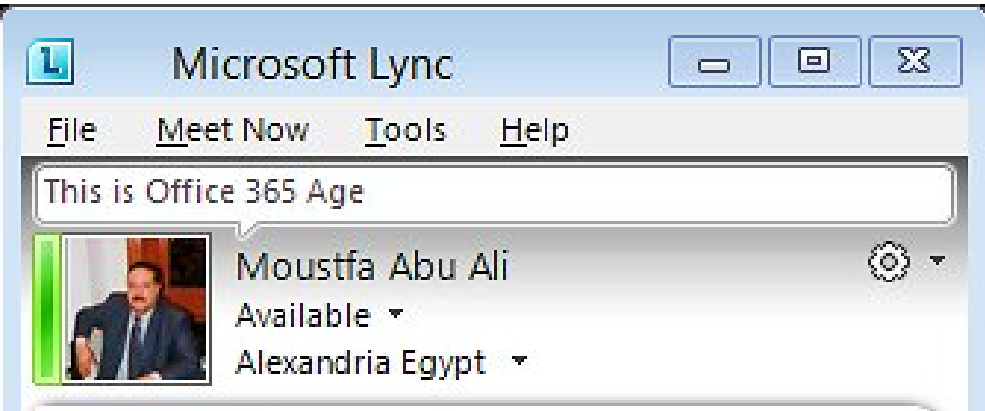 Microsoft Lync
File Meet Now Tools Help
This is Office 365 Age
Moustfa Abu Ali
Available
Alexandria Egypt